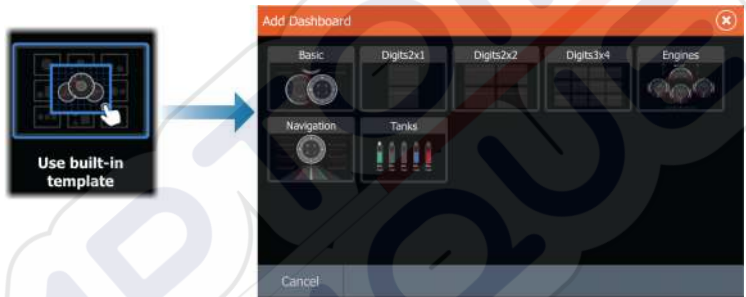 Add Dashboard
Basic
Digits2x1
Digits2x2
Digits3x4
Engines
Navigation
Tanks
Use built-in
template
Cancel